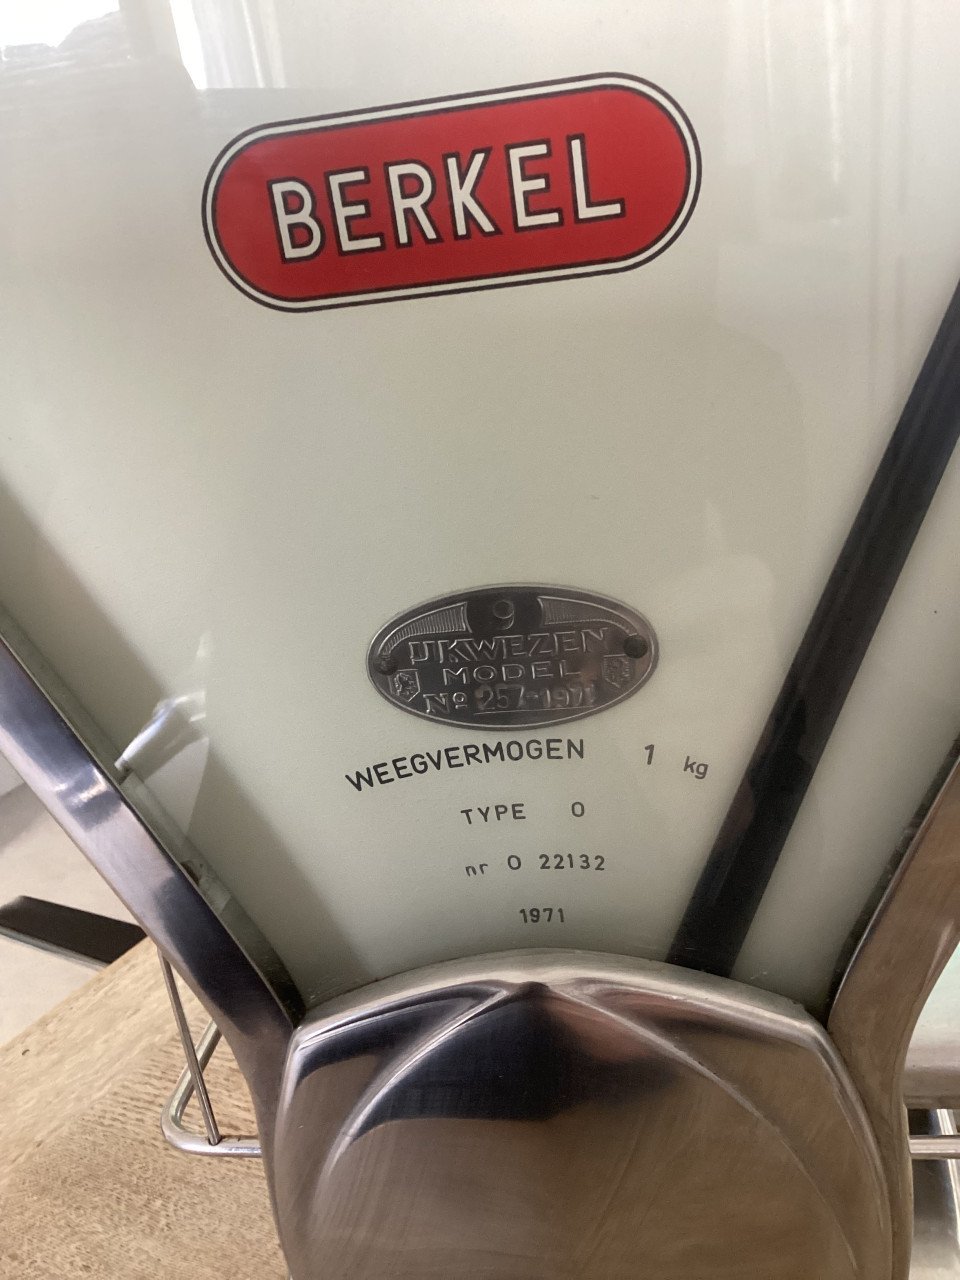 BERKEL
9
IJKWEZEN
MODEL
No 257-1971
WEEGVERMOGEN 1 kg
TYPE 0
nr 0 22132
1971